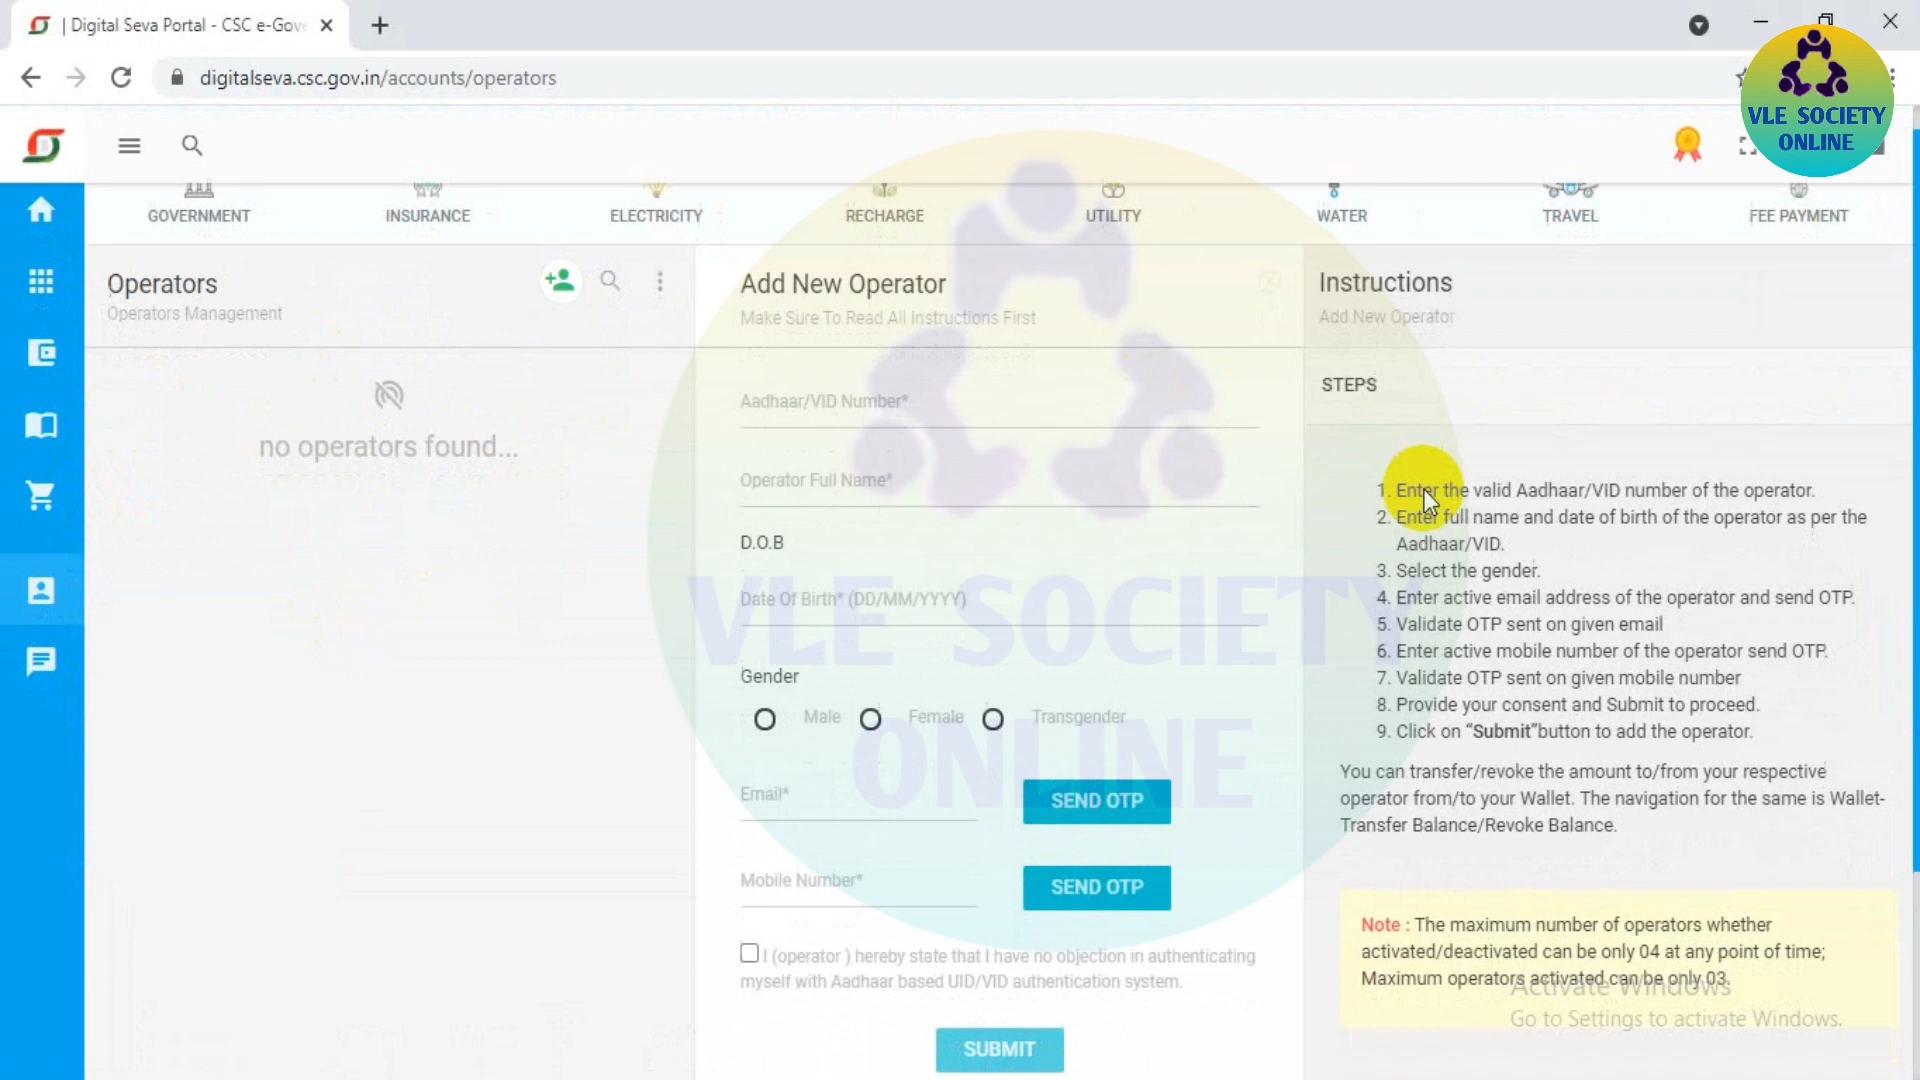 | Digital Seva Portal - CSC e-Gov
digitalseva.csc.gov.in/accounts/operators
VLE SOCIETY
ONLINE
GOVERNMENT
INSURANCE
ELECTRICITY
RECHARGE
UTILITY
WATER
TRAVEL
FEE PAYMENT
Operators
Operators Management
no operators found...
Add New Operator
Make Sure To Read All Instructions First
Aadhaar/VID Number*
Operator Full Name*
D.O.B
Date Of Birth* (DD/MM/YYYY)
Gender
Male
Female
Transgender
Email*
SEND OTP
Mobile Number*
SEND OTP
I (operator ) hereby state that I have no objection in authenticating
myself with Aadhaar based UID/VID authentication system.
SUBMIT
VLE SOCIETY
ONLINE
Instructions
Add New Operator
STEPS
1. Enter the valid Aadhaar/VID number of the operator.
2. Enter full name and date of birth of the operator as per the
Aadhaar/VID.
3. Select the gender.
4. Enter active email address of the operator and send OTP.
5. Validate OTP sent on given email
6. Enter active mobile number of the operator send OTP.
7. Validate OTP sent on given mobile number
8. Provide your consent and Submit to proceed.
9. Click on “Submit”button to add the operator.
You can transfer/revoke the amount to/from your respective
operator from/to your Wallet. The navigation for the same is Wallet-
Transfer Balance/Revoke Balance.
Note : The maximum number of operators whether
activated/deactivated can be only 04 at any point of time;
Maximum operators activated can be only 03.
Activate Windows
Go to Settings to activate Windows.